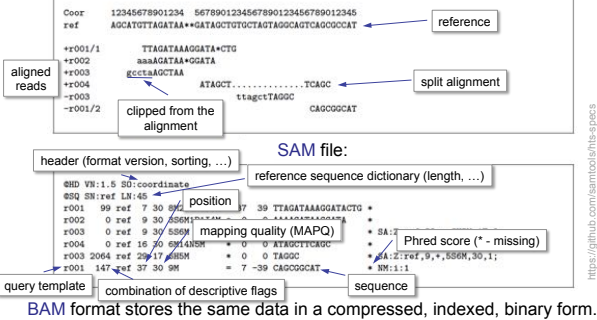 Coor 12345678901234 5678901234567890123456789012345
ref AGCATGTTAGATAA**GATAGCTGTGCTAGTAGGCAGTCAGCGCCAT
reference
+r001/1 TTAGATAAAGGATA*CTG
+r002 aaaAGATAA*GGATA
aligned reads
+r003 gcctaAGCTAA
+r004 ATAGCT..............TCAGC
split alignment
-r003 ttagctTAGGC
-r001/2 CAGCGGCAT
clipped from the alignment
SAM file:
header (format version, sorting, …)
reference sequence dictionary (length, …)
@HD VN:1.5 SO:coordinate
@SQ SN:ref LN:45
position
r001 99 ref 7 30 39 TTAGATAAAGGATACTG *
r002 0 ref 9 30 *
mapping quality (MAPQ)
r003 0 ref 9 30 * SA:Z:
Phred score (* - missing)
r004 0 ref 16 30 6M14N5M * 0 0 ATAGCTTCAGC *
r003 2064 ref 29 17 6H5M * 0 0 TAGGC * SA:Z:ref,9,+,5S6M,30,1;
r001 147 ref 37 30 9M = 7 -39 CAGCGGCAT * NM:i:1
query template
combination of descriptive flags
sequence
BAM format stores the same data in a compressed, indexed, binary form.
https://github.com/samtools/hts-specs